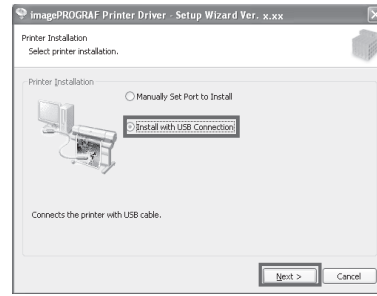 imagePROGRAF Printer Driver - Setup Wizard Ver. x.xx
Printer Installation
Select printer installation.
Printer Installation
Manually Set Port to Install
Install with USB Connection
Connects the printer with USB cable.
Next > Cancel